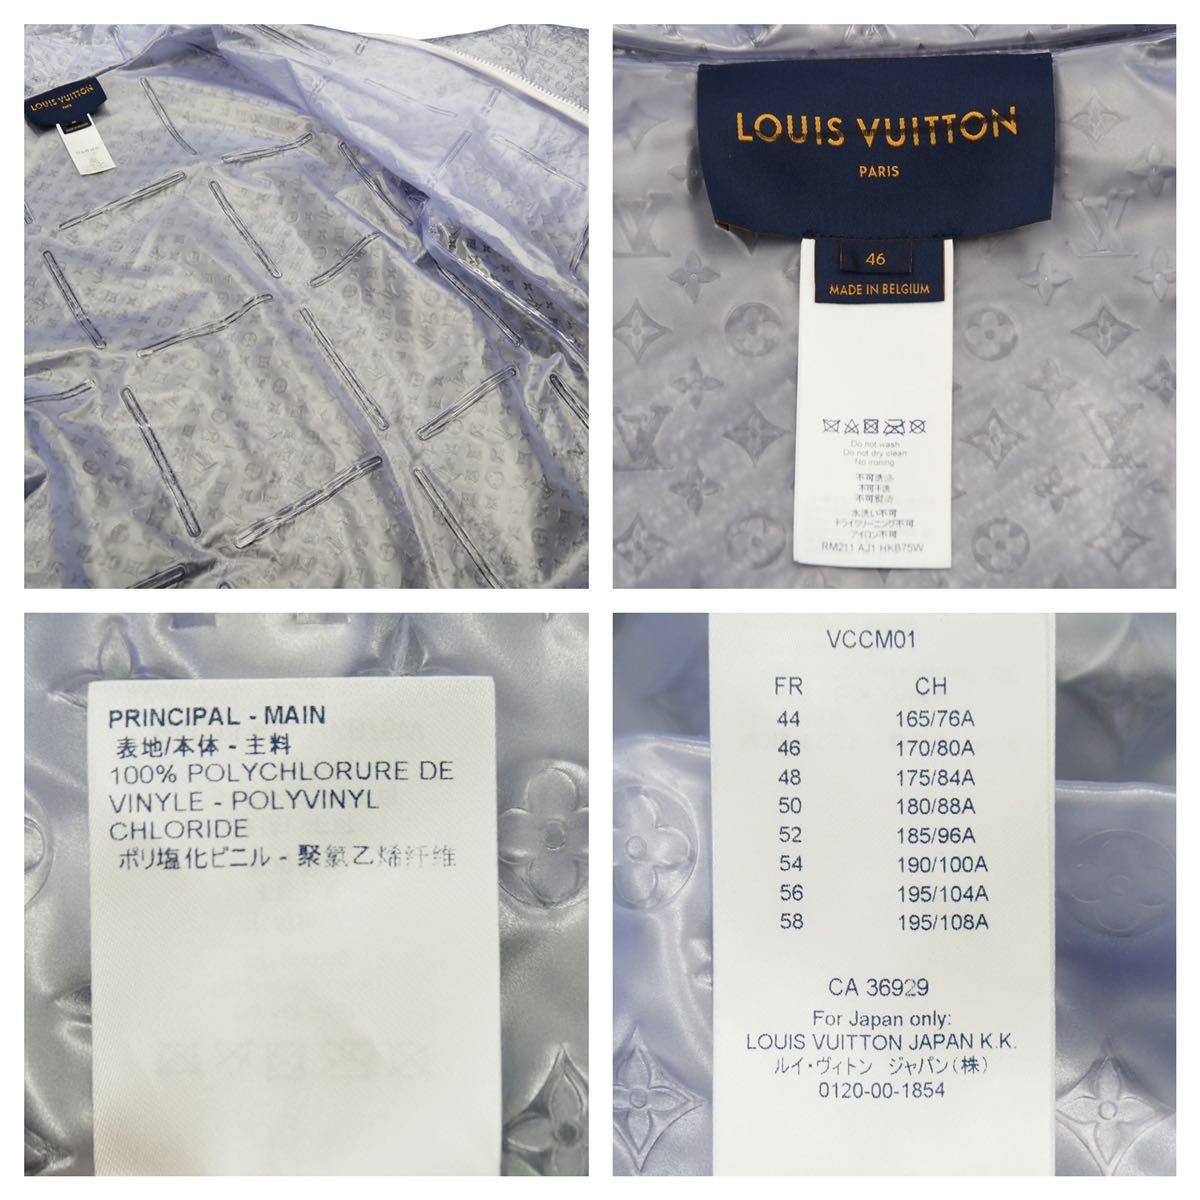 LOUIS VUITTON
PARIS
46
LOUIS VUITTON
PARIS
46
MADE IN BELGIUM
Do not wash
Do not dry clean
No ironing
不可洗涤
不可干洗
不可熨烫
水洗い不可
ドライクリーニング不可
アイロン不可
RM211 AJ1 HKB75W
PRINCIPAL - MAIN
表地/本体 - 主料
100% POLYCHLORURE DE
VINYLE - POLYVINYL
CHLORIDE
ポリ塩化ビニル - 聚氯乙烯纤维
VCCM01
FR CH
44 165/76A
46 170/80A
48 175/84A
50 180/88A
52 185/96A
54 190/100A
56 195/104A
58 195/108A
CA 36929
For Japan only:
LOUIS VUITTON JAPAN K.K.
ルイ・ヴィトン ジャパン(株)
0120-00-1854